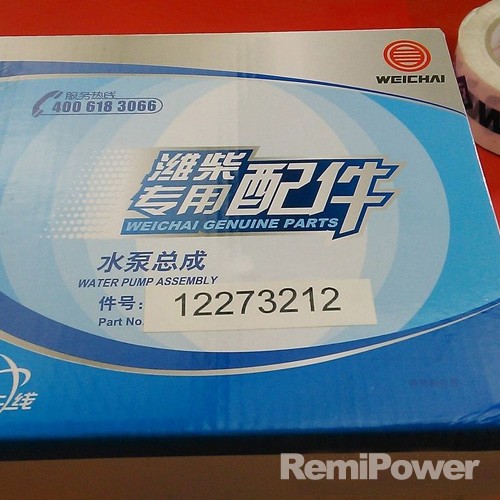 WEICHAI
服务热线
400 618 3066
潍柴
专用配件
WEICHAI GENUINE PARTS
水泵总成
WATER PUMP ASSEMBLY
件号:
Part No.
12273212
线
RemiPower